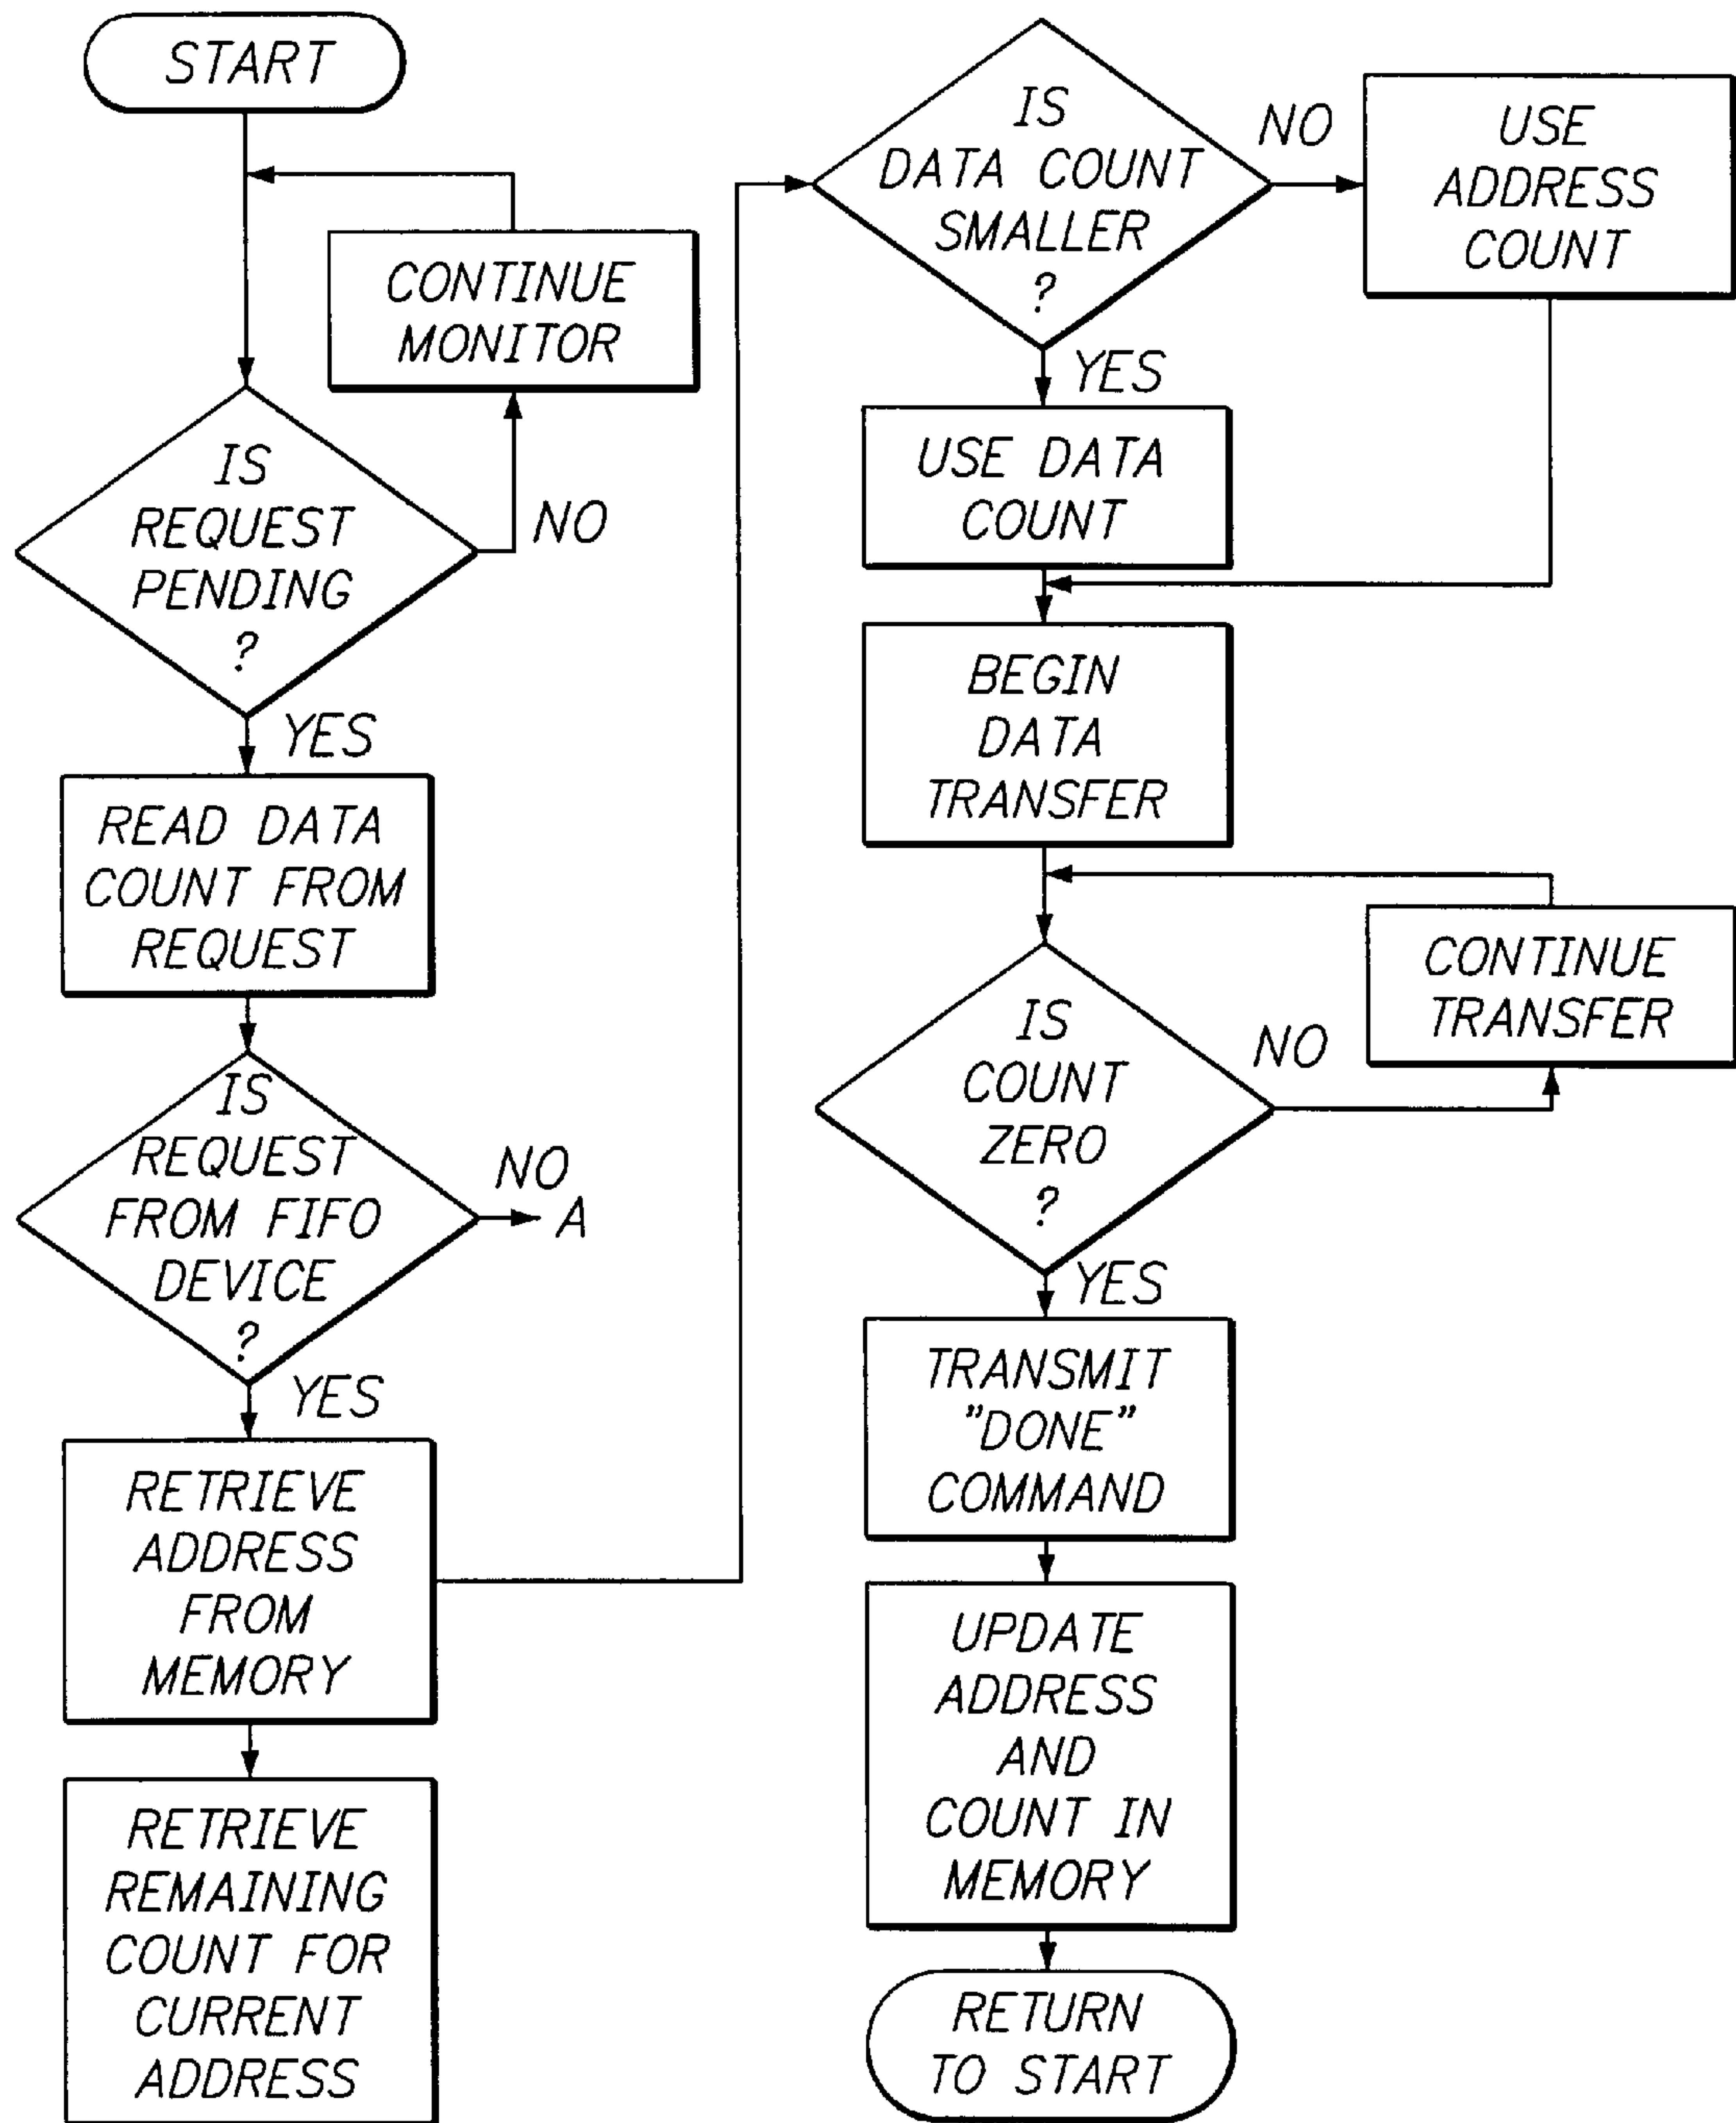 START
CONTINUE
MONITOR
IS
REQUEST
PENDING
?
NO
YES
READ DATA
COUNT FROM
REQUEST
IS
REQUEST
FROM FIFO
DEVICE
?
NO
A
YES
RETRIEVE
ADDRESS
FROM
MEMORY
RETRIEVE
REMAINING
COUNT FOR
CURRENT
ADDRESS
IS
DATA COUNT
SMALLER
?
NO
USE
ADDRESS
COUNT
YES
USE DATA
COUNT
BEGIN
DATA
TRANSFER
CONTINUE
TRANSFER
IS
COUNT
ZERO
?
NO
YES
TRANSMIT
"DONE"
COMMAND
UPDATE
ADDRESS
AND
COUNT IN
MEMORY
RETURN
TO START